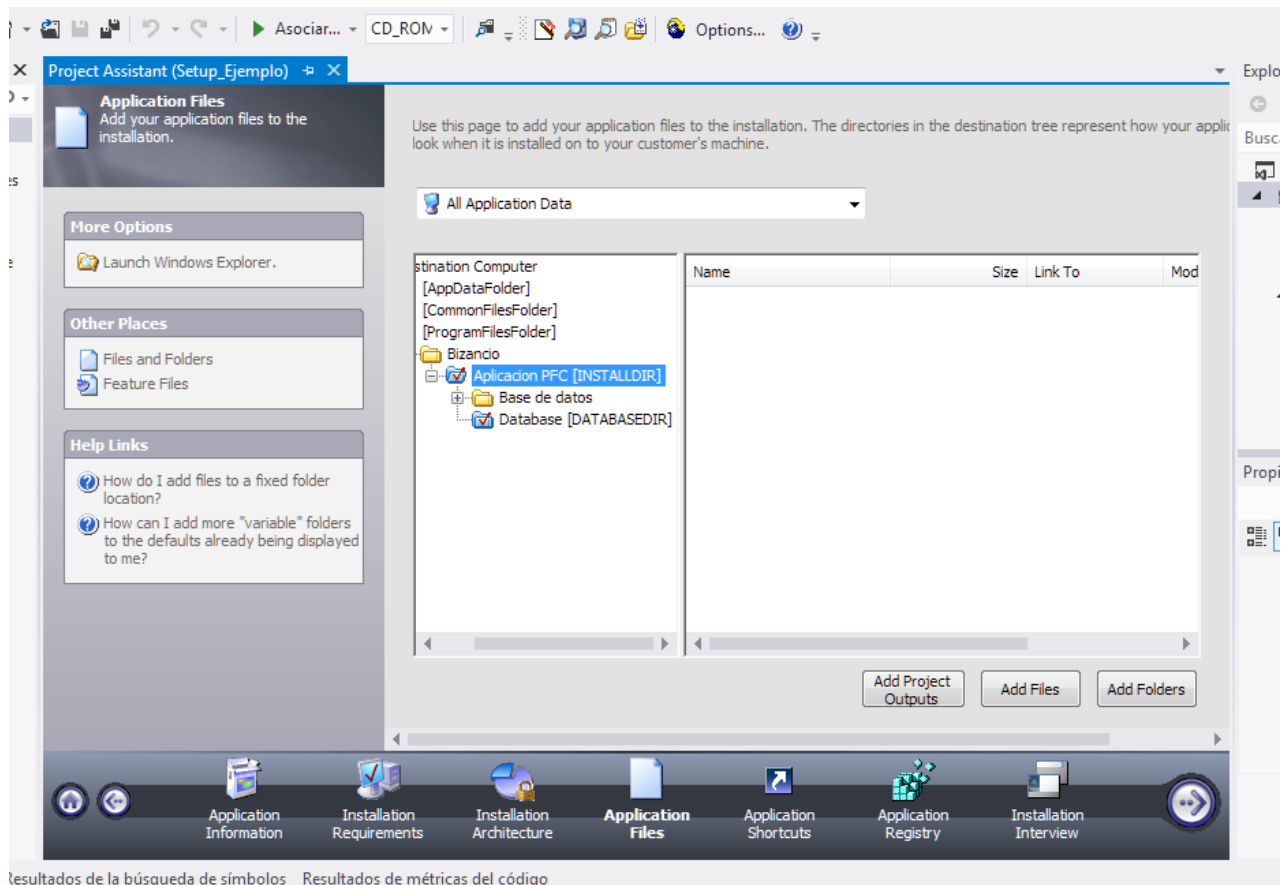 Asociar...
CD_ROM
Options...
Project Assistant (Setup_Ejemplo)
Explo
Application Files
Add your application files to the
installation.
Use this page to add your application files to the installation. The directories in the destination tree represent how your applic
look when it is installed on to your customer's machine.
Busca
es
All Application Data
More Options
Launch Windows Explorer.
e
Other Places
Files and Folders
Feature Files
Help Links
How do I add files to a fixed folder
location?
How can I add more "variable" folders
to the defaults already being displayed
to me?
stination Computer
[AppDataFolder]
[CommonFilesFolder]
[ProgramFilesFolder]
Bizancio
Aplicacion PFC [INSTALLDIR]
Base de datos
Database [DATABASEDIR]
Name Size Link To Mod
Propi
Add Project
Outputs
Add Files
Add Folders
Application
Information
Installation
Requirements
Installation
Architecture
Application
Files
Application
Shortcuts
Application
Registry
Installation
Interview
Resultados de la búsqueda de símbolos Resultados de métricas del código